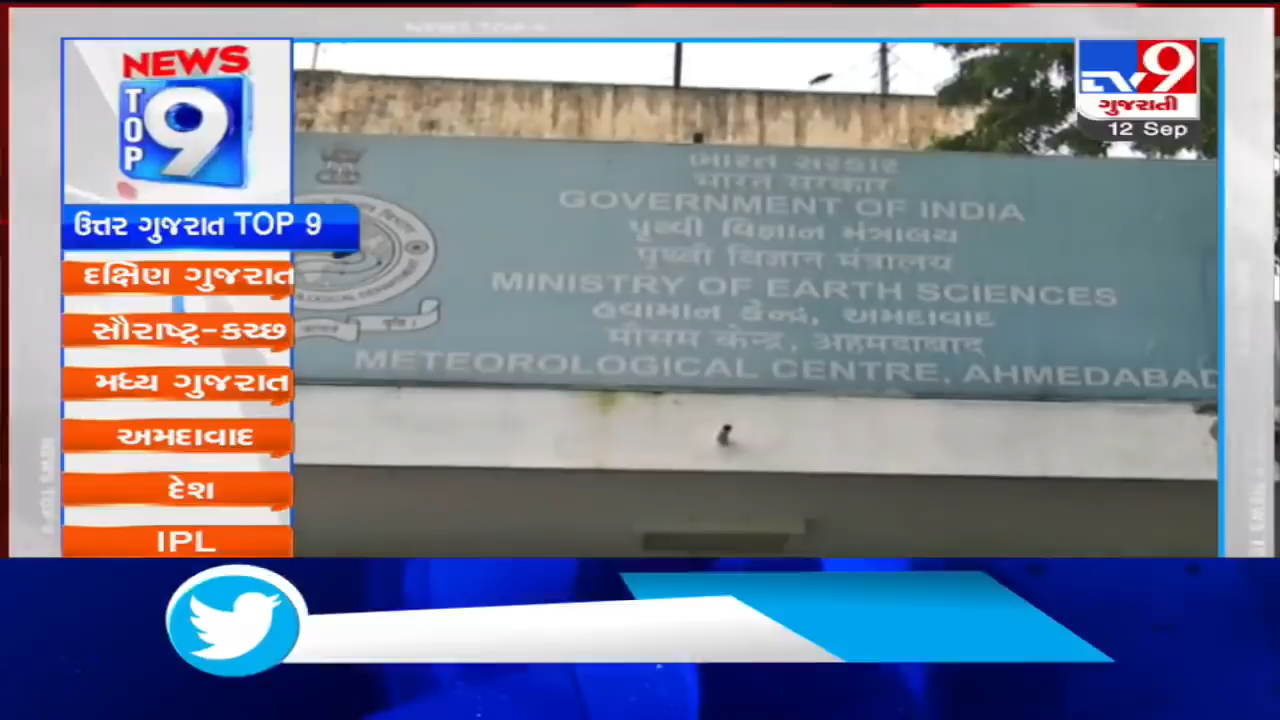 NEWS
TOP
9
ઉત્તર ગુજરાત TOP 9
દક્ષિણ ગુજરાત
સૌરાષ્ટ્ર-કચ્છ
મધ્ય ગુજરાત
અમદાવાદ
દેશ
IPL
TV9
ગુજરાતી
12 Sep
ભારત સરકાર
भारत सरकार
GOVERNMENT OF INDIA
પૃથ્વી વિજ્ઞાન મંત્રાલય
पृथ्वी विज्ञान मंत्रालय
MINISTRY OF EARTH SCIENCES
હવામાન કેન્દ્ર, અમદાવાદ
मौसम केन्द्र, अहमदाबाद
METEOROLOGICAL CENTRE, AHMEDABAD